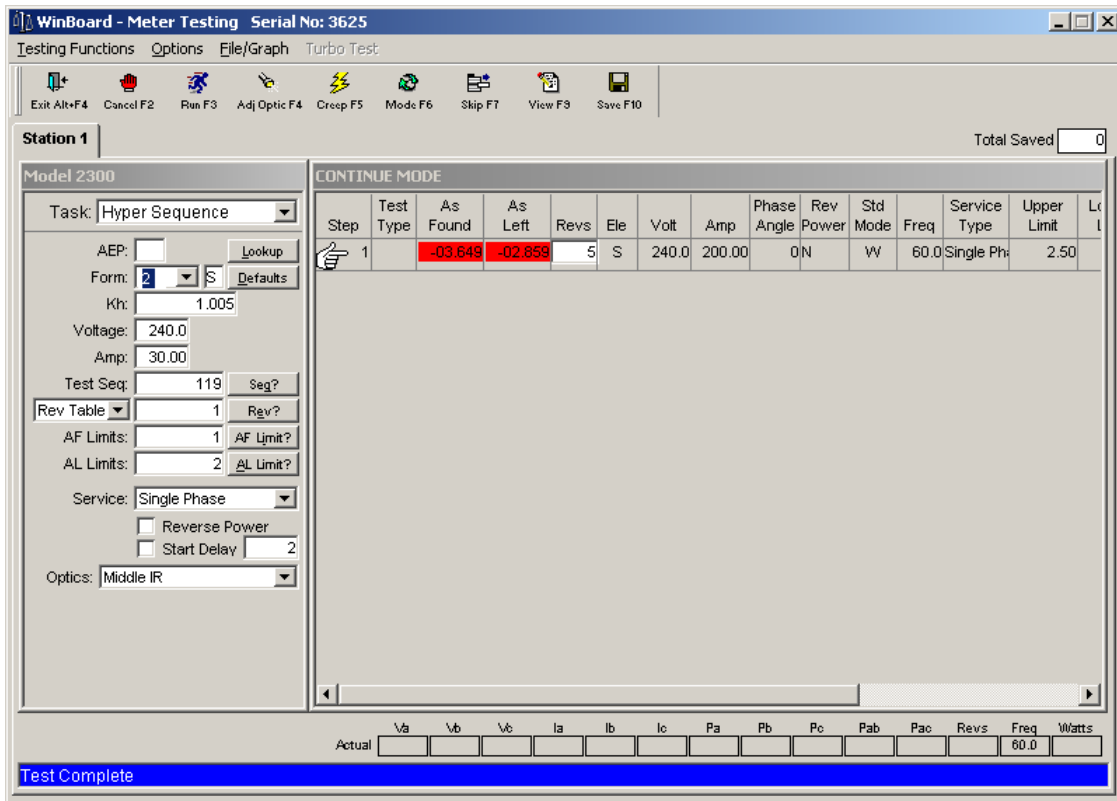 WinBoard - Meter Testing Serial No: 3625
Testing Functions Options File/Graph Turbo Test
Exit Alt+F4 Cancel F2 Run F3 Adj Optic F4 Creep F5 Mode F6 Skip F7 View F9 Save F10
Station 1
Total Saved 0
Model 2300
Task: Hyper Sequence
AEP: Lookup
Form: 2 S Defaults
Kh: 1.005
Voltage: 240.0
Amp: 30.00
Test Seq: 119 Seq?
Rev Table 1 Rev?
AF Limits: 1 AF Limit?
AL Limits: 2 AL Limit?
Service: Single Phase
Reverse Power
Start Delay 2
Optics: Middle IR
CONTINUE MODE
Step Test Type As Found As Left Revs Ele Volt Amp Phase Angle Rev Power Std Mode Freq Service Type Upper Limit
1 -03.649 -02.859 5 S 240.0 200.00 0 N W 60.0 Single Ph 2.50
Va Vb Vc Ia Ib Ic Pa Pb Pc Pab Pac Revs Freq Watts
Actual 60.0
Test Complete